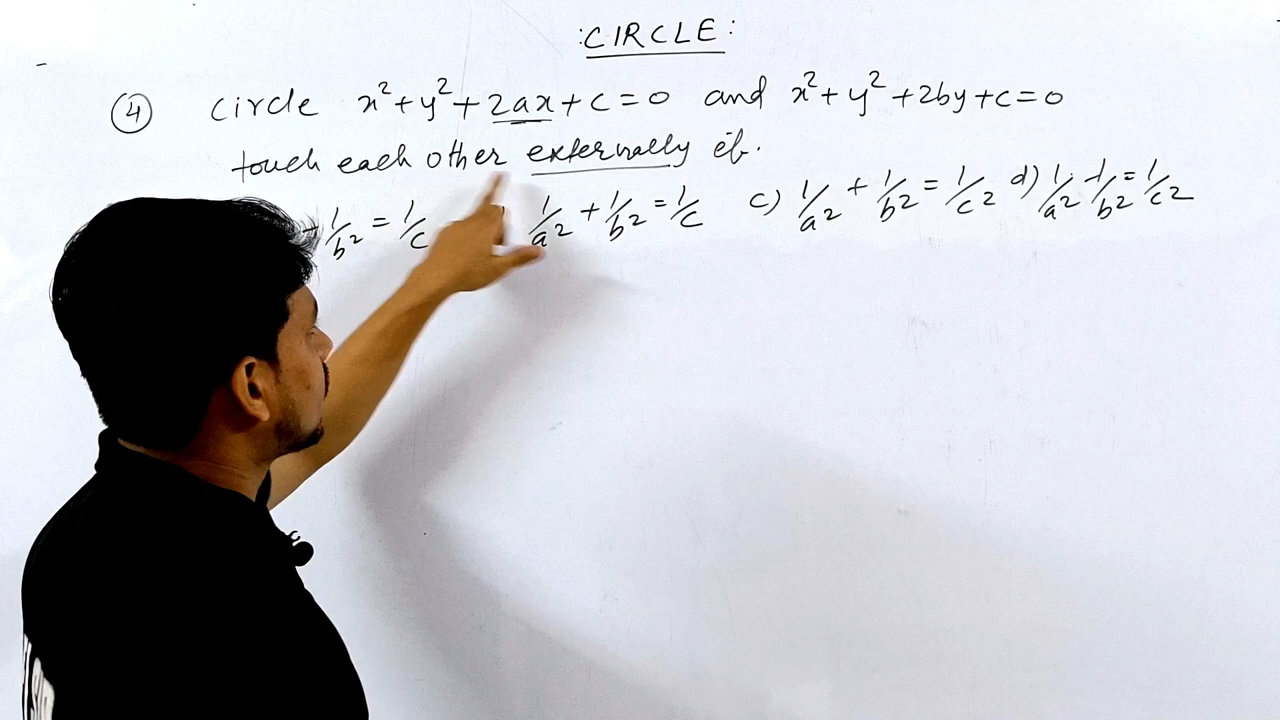 :CIRCLE:
④ Circle x²+y²+2ax+c=0 and x²+y²+2by+c=0
touch each other externally if.
1/b² = 1/c 1/a² + 1/b² = 1/c c) 1/a² + 1/b² = 1/c² d) 1/a² - 1/b² = 1/c²